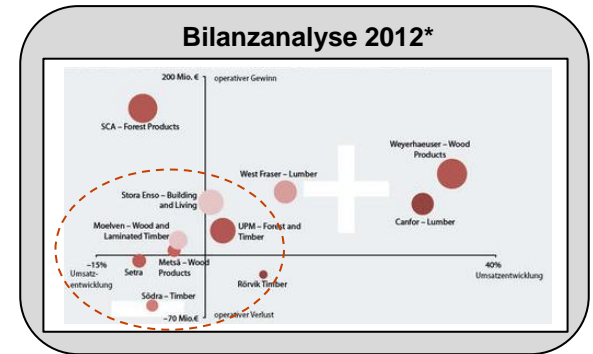 Bilanzanalyse 2012*
200 Mio. €
operativer Gewinn
SCA – Forest Products
Weyerhaeuser – Wood
Products
West Fraser – Lumber
Stora Enso – Building
and Living
Canfor – Lumber
Moelven – Wood and
Laminated Timber
UPM – Forest and
Timber
–15%
Umsatz-
entwicklung
Setra
Metsä – Wood
Products
Rörvik Timber
40%
Umsatzentwicklung
Södra – Timber
–70 Mio.€
operativer Verlust